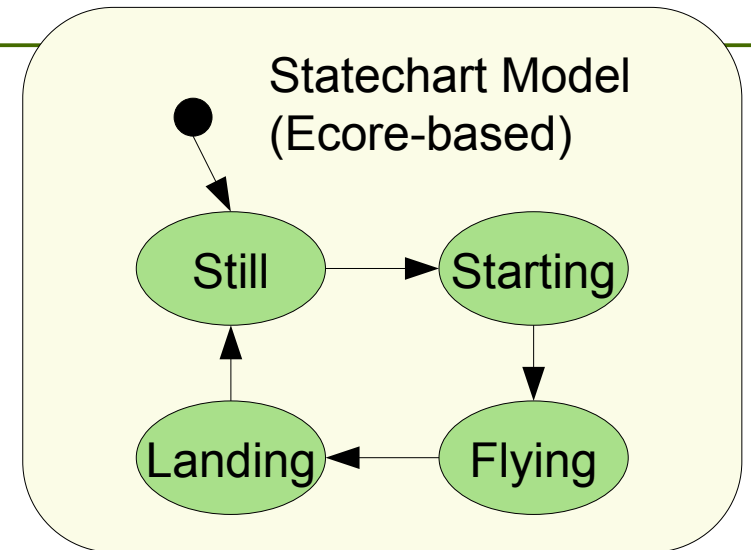 Statechart Model
(Ecore-based)
Still
Starting
Landing
Flying